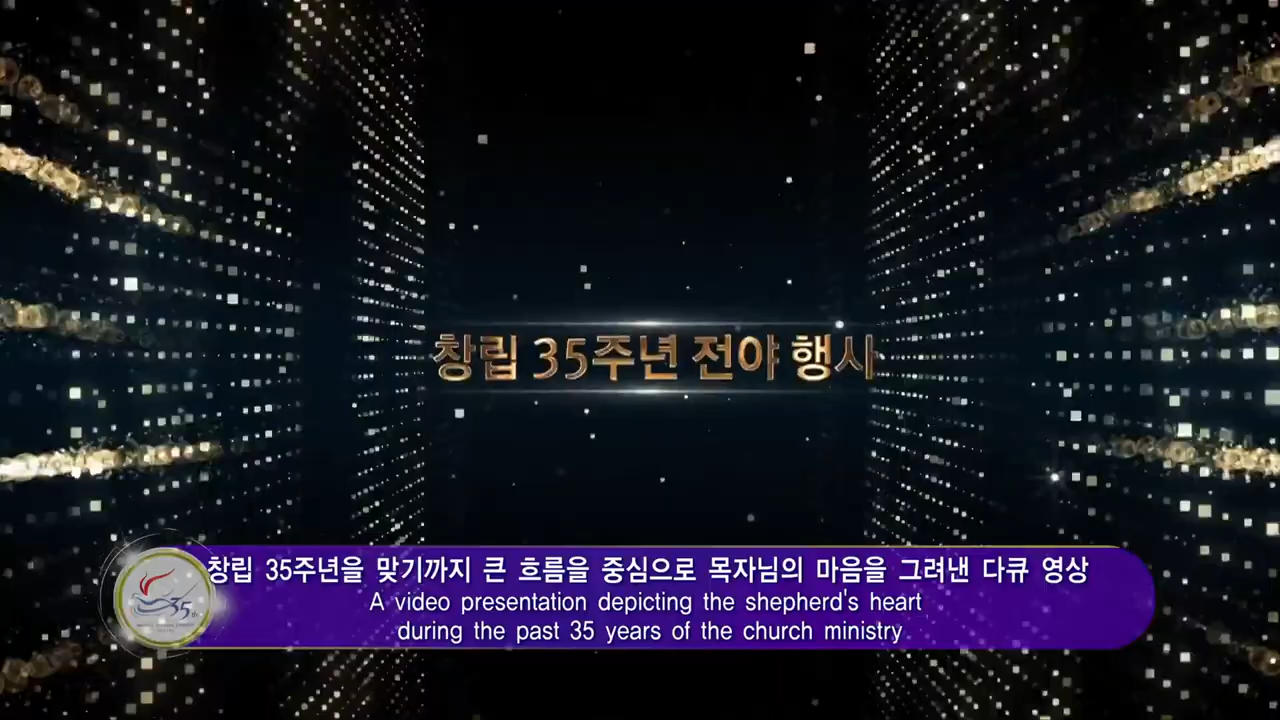 창립 35주년 전야 행사
창립 35주년을 맞기까지 큰 흐름을 중심으로 목자님의 마음을 그려낸 다큐 영상
A video presentation depicting the shepherd's heart
during the past 35 years of the church ministry
35th